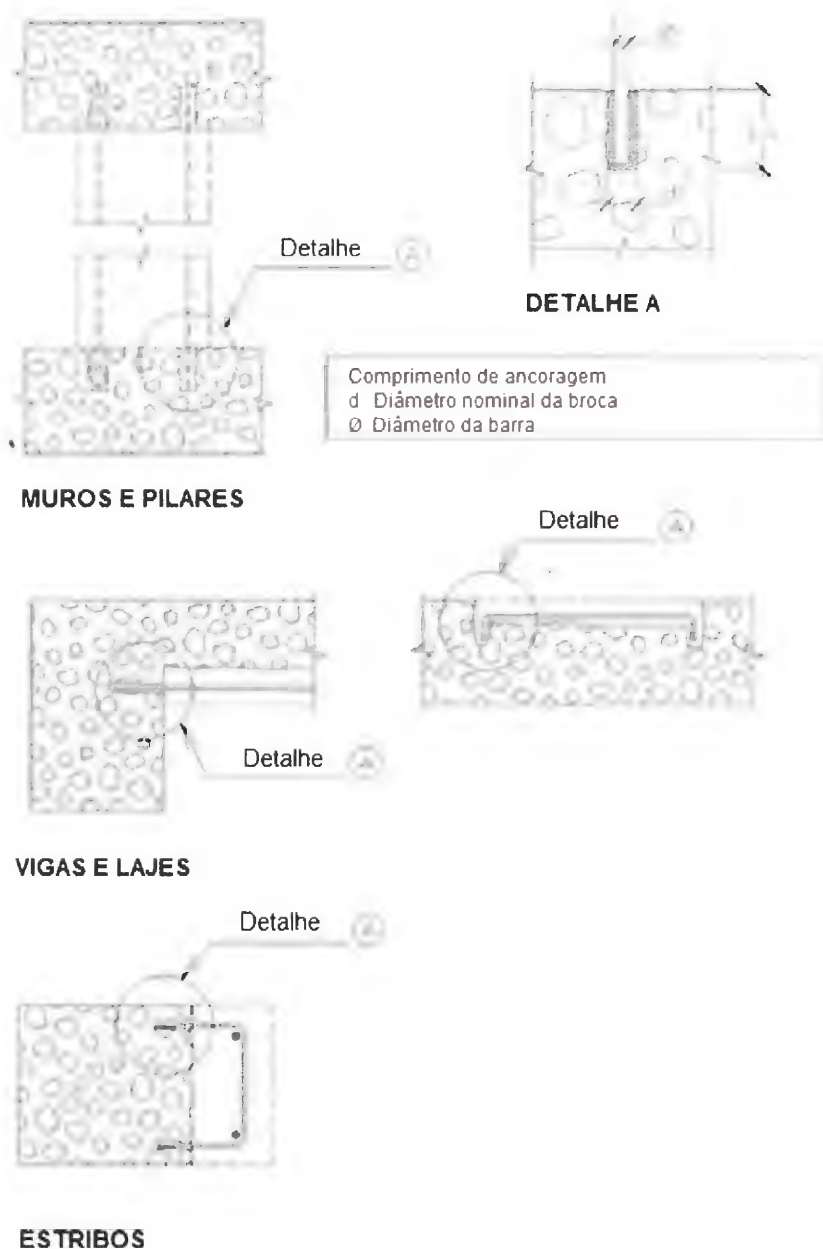 Detalhe
DETALHE A
Comprimento de ancoragem
d Diâmetro nominal da broca
Ø Diâmetro da barra
MUROS E PILARES
Detalhe
Detalhe
VIGAS E LAJES
Detalhe
ESTRIBOS